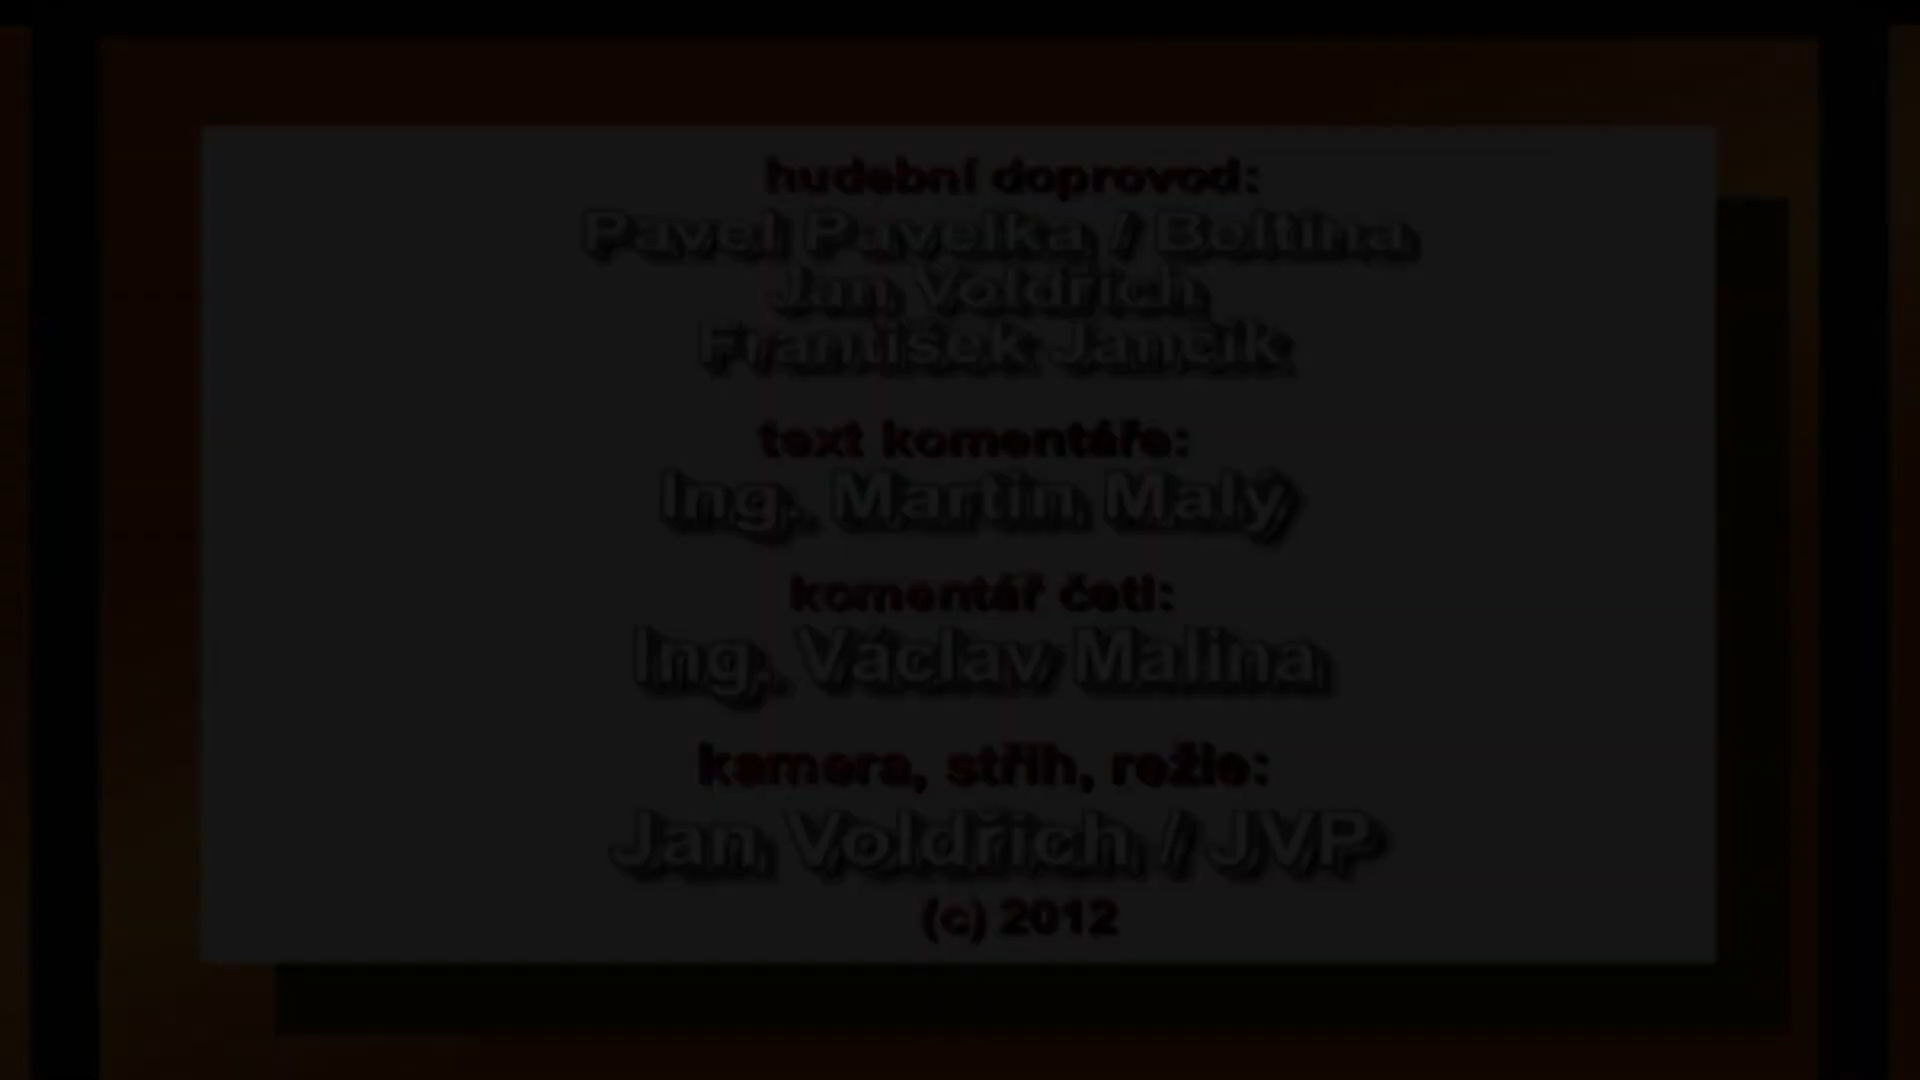 hudební doprovod:
Pavel Pavelka / Boltina
Jan Voldřich
František Jančík
text komentáře:
Ing. Martin Malý
komentář četl:
Ing. Václav Malina
kamera, střih, režie:
Jan Voldřich / JVP
(c) 2012